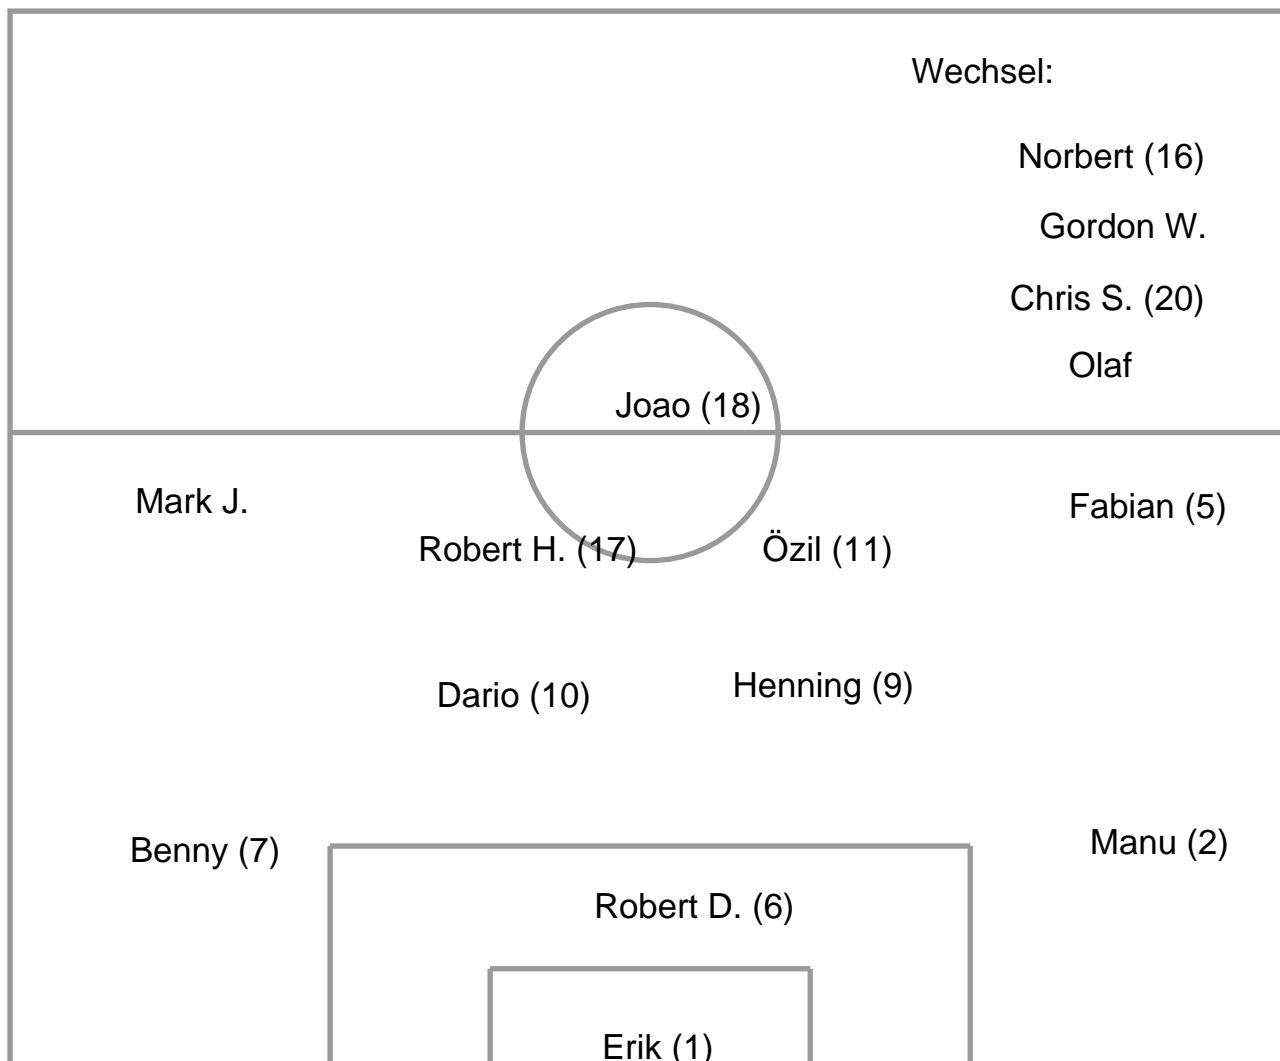 Wechsel:
Norbert (16)
Gordon W.
Chris S. (20)
Olaf
Joao (18)
Mark J.
Fabian (5)
Robert H. (17)
Özil (11)
Dario (10)
Henning (9)
Benny (7)
Manu (2)
Robert D. (6)
Erik (1)